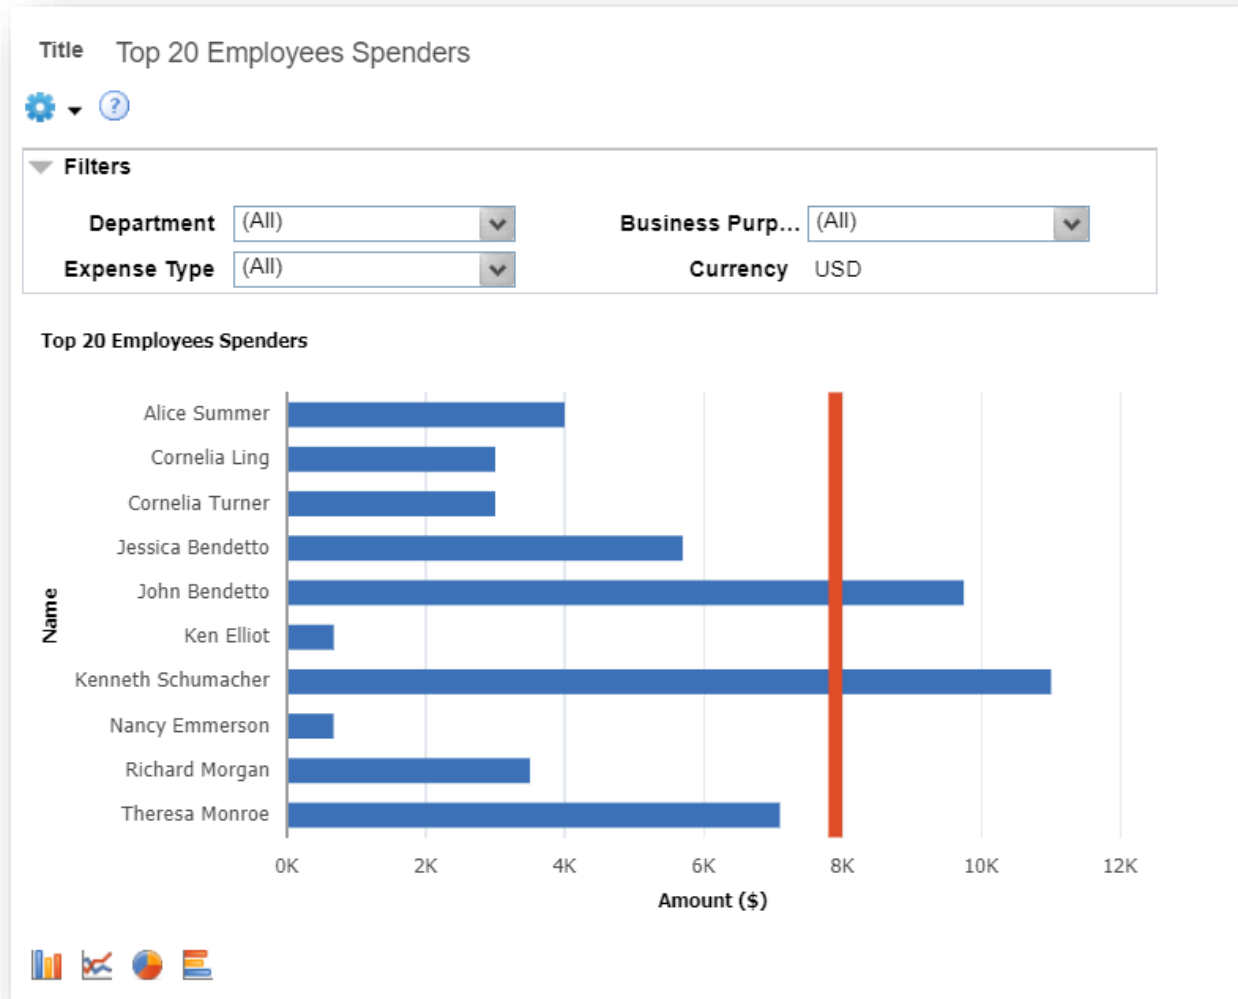 Title Top 20 Employees Spenders
?
Filters
Department (All) Business Purp... (All)
Expense Type (All) Currency USD
Top 20 Employees Spenders
Alice Summer
Cornelia Ling
Cornelia Turner
Jessica Bendetto
John Bendetto
Name
Ken Elliot
Kenneth Schumacher
Nancy Emmerson
Richard Morgan
Theresa Monroe
0K 2K 4K 6K 8K 10K 12K
Amount ($)